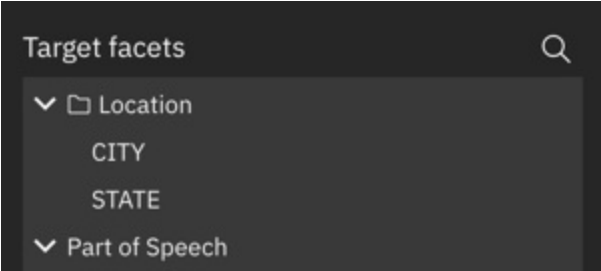 Target facets
Location
CITY
STATE
Part of Speech